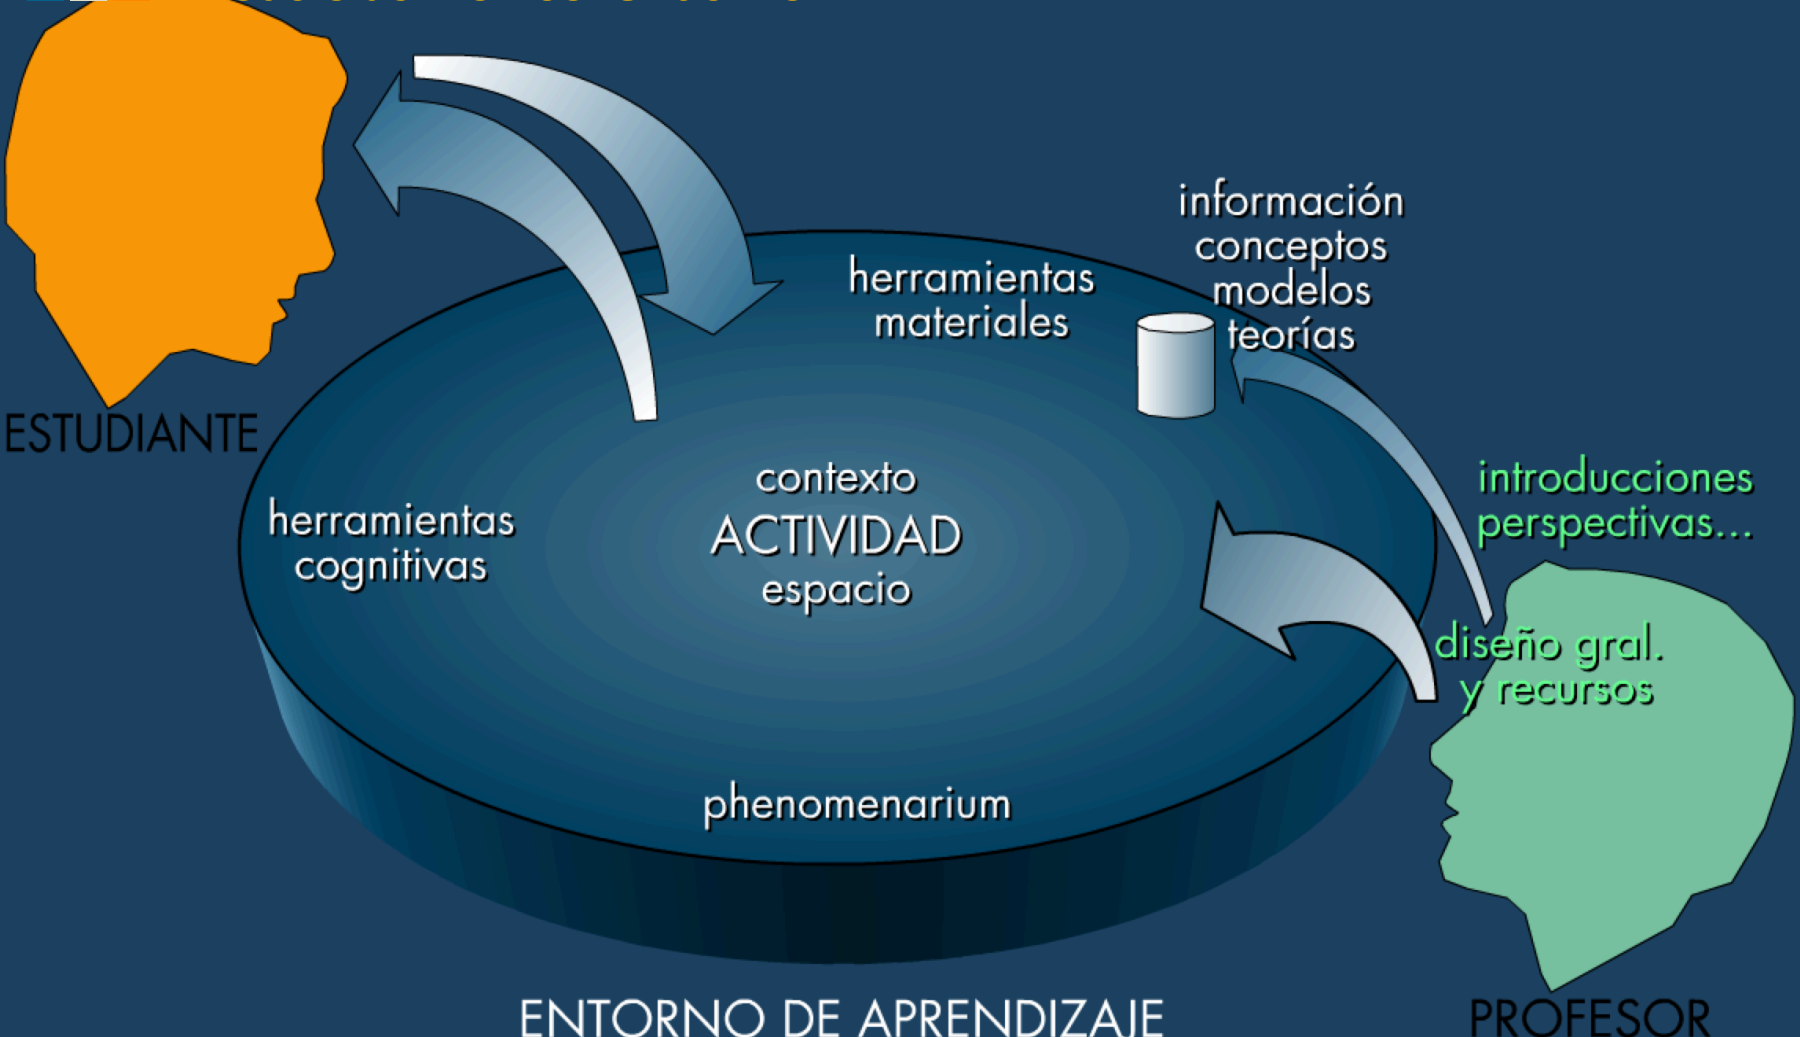 información
conceptos
modelos
teorías
herramientas
materiales
ESTUDIANTE
contexto
ACTIVIDAD
espacio
herramientas
cognitivas
introducciones
perspectivas...
diseño gral.
y recursos
phenomenarium
ENTORNO DE APRENDIZAJE
PROFESOR